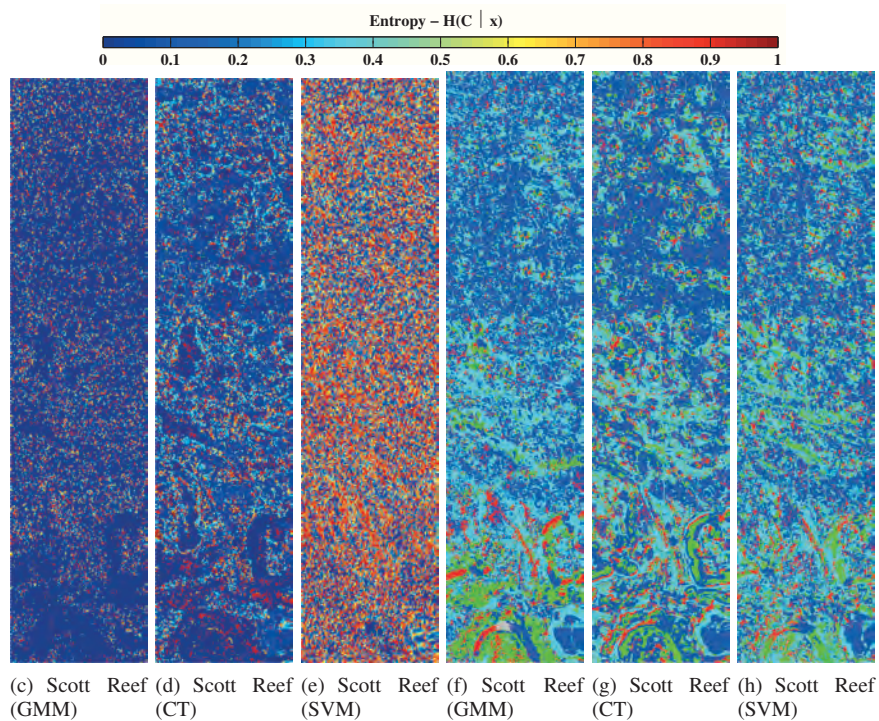 Entropy – H(C | x)
0 0.1 0.2 0.3 0.4 0.5 0.6 0.7 0.8 0.9 1
(c) Scott Reef (GMM)
(d) Scott Reef (CT)
(e) Scott Reef (SVM)
(f) Scott Reef (GMM)
(g) Scott Reef (CT)
(h) Scott Reef (SVM)